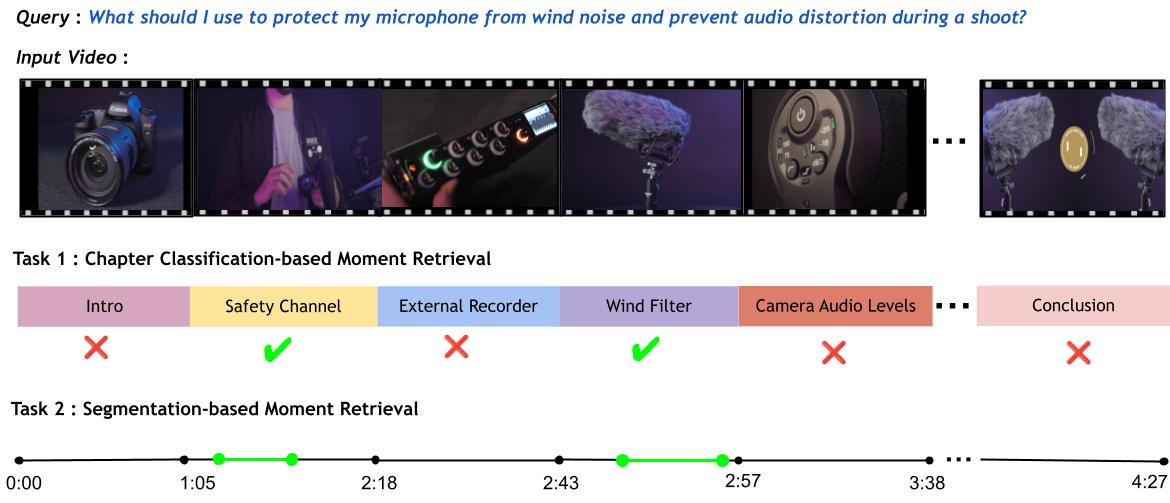 Query : What should I use to protect my microphone from wind noise and prevent audio distortion during a shoot?
Input Video :
Canon
-20
-10
Task 1 : Chapter Classification-based Moment Retrieval
Intro Safety Channel External Recorder Wind Filter Camera Audio Levels Conclusion
Task 2 : Segmentation-based Moment Retrieval
0:00 1:05 2:18 2:43 2:57 3:38 4:27